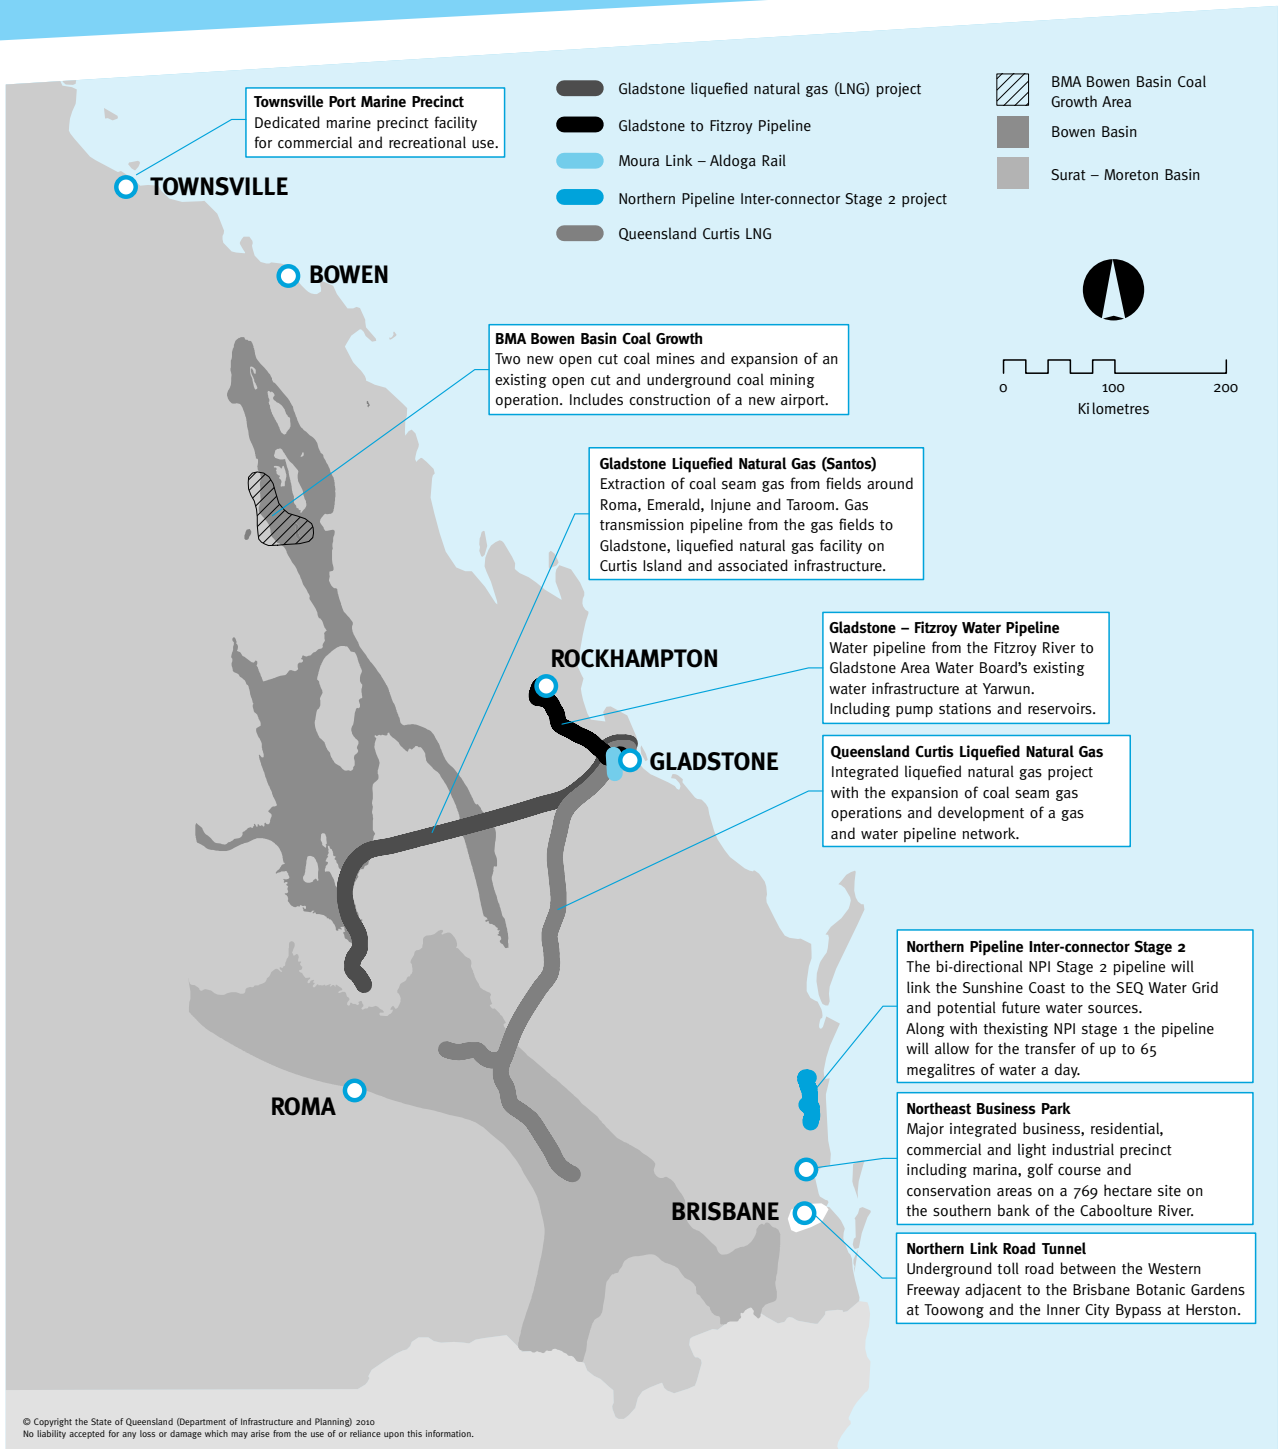 Townsville Port Marine Precinct
Dedicated marine precinct facility
for commercial and recreational use.
TOWNSVILLE
BOWEN
Gladstone liquefied natural gas (LNG) project
Gladstone to Fitzroy Pipeline
Moura Link – Aldoga Rail
Northern Pipeline Inter-connector Stage 2 project
Queensland Curtis LNG
BMA Bowen Basin Coal
Growth Area
Bowen Basin
Surat – Moreton Basin
0 100 200
Kilometres
BMA Bowen Basin Coal Growth
Two new open cut coal mines and expansion of an
existing open cut and underground coal mining
operation. Includes construction of a new airport.
Gladstone Liquefied Natural Gas (Santos)
Extraction of coal seam gas from fields around
Roma, Emerald, Injune and Taroom. Gas
transmission pipeline from the gas fields to
Gladstone, liquefied natural gas facility on
Curtis Island and associated infrastructure.
Gladstone – Fitzroy Water Pipeline
Water pipeline from the Fitzroy River to
Gladstone Area Water Board's existing
water infrastructure at Yarwun.
Including pump stations and reservoirs.
ROCKHAMPTON
GLADSTONE
Queensland Curtis Liquefied Natural Gas
Integrated liquefied natural gas project
with the expansion of coal seam gas
operations and development of a gas
and water pipeline network.
Northern Pipeline Inter-connector Stage 2
The bi-directional NPI Stage 2 pipeline will
link the Sunshine Coast to the SEQ Water Grid
and potential future water sources.
Along with thexisting NPI stage 1 the pipeline
will allow for the transfer of up to 65
megalitres of water a day.
ROMA
Northeast Business Park
Major integrated business, residential,
commercial and light industrial precinct
including marina, golf course and
conservation areas on a 769 hectare site on
the southern bank of the Caboolture River.
BRISBANE
Northern Link Road Tunnel
Underground toll road between the Western
Freeway adjacent to the Brisbane Botanic Gardens
at Toowong and the Inner City Bypass at Herston.
© Copyright the State of Queensland (Department of Infrastructure and Planning) 2010
No liability accepted for any loss or damage which may arise from the use of or reliance upon this information.